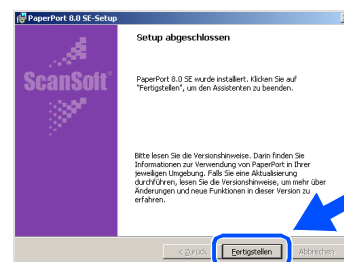 PaperPort 8.0 SE-Setup
Setup abgeschlossen
ScanSoft
PaperPort 8.0 SE wurde installiert. Klicken Sie auf
"Fertigstellen", um den Assistenten zu beenden.
Bitte lesen Sie die Versionshinweise. Darin finden Sie
Informationen zur Verwendung von PaperPort in Ihrer
jeweiligen Umgebung. Falls Sie eine Aktualisierung
durchführen, lesen Sie die Versionshinweise, um mehr über
Änderungen und neue Funktionen in dieser Version zu
erfahren.
< Zurück Fertigstellen Abbrechen